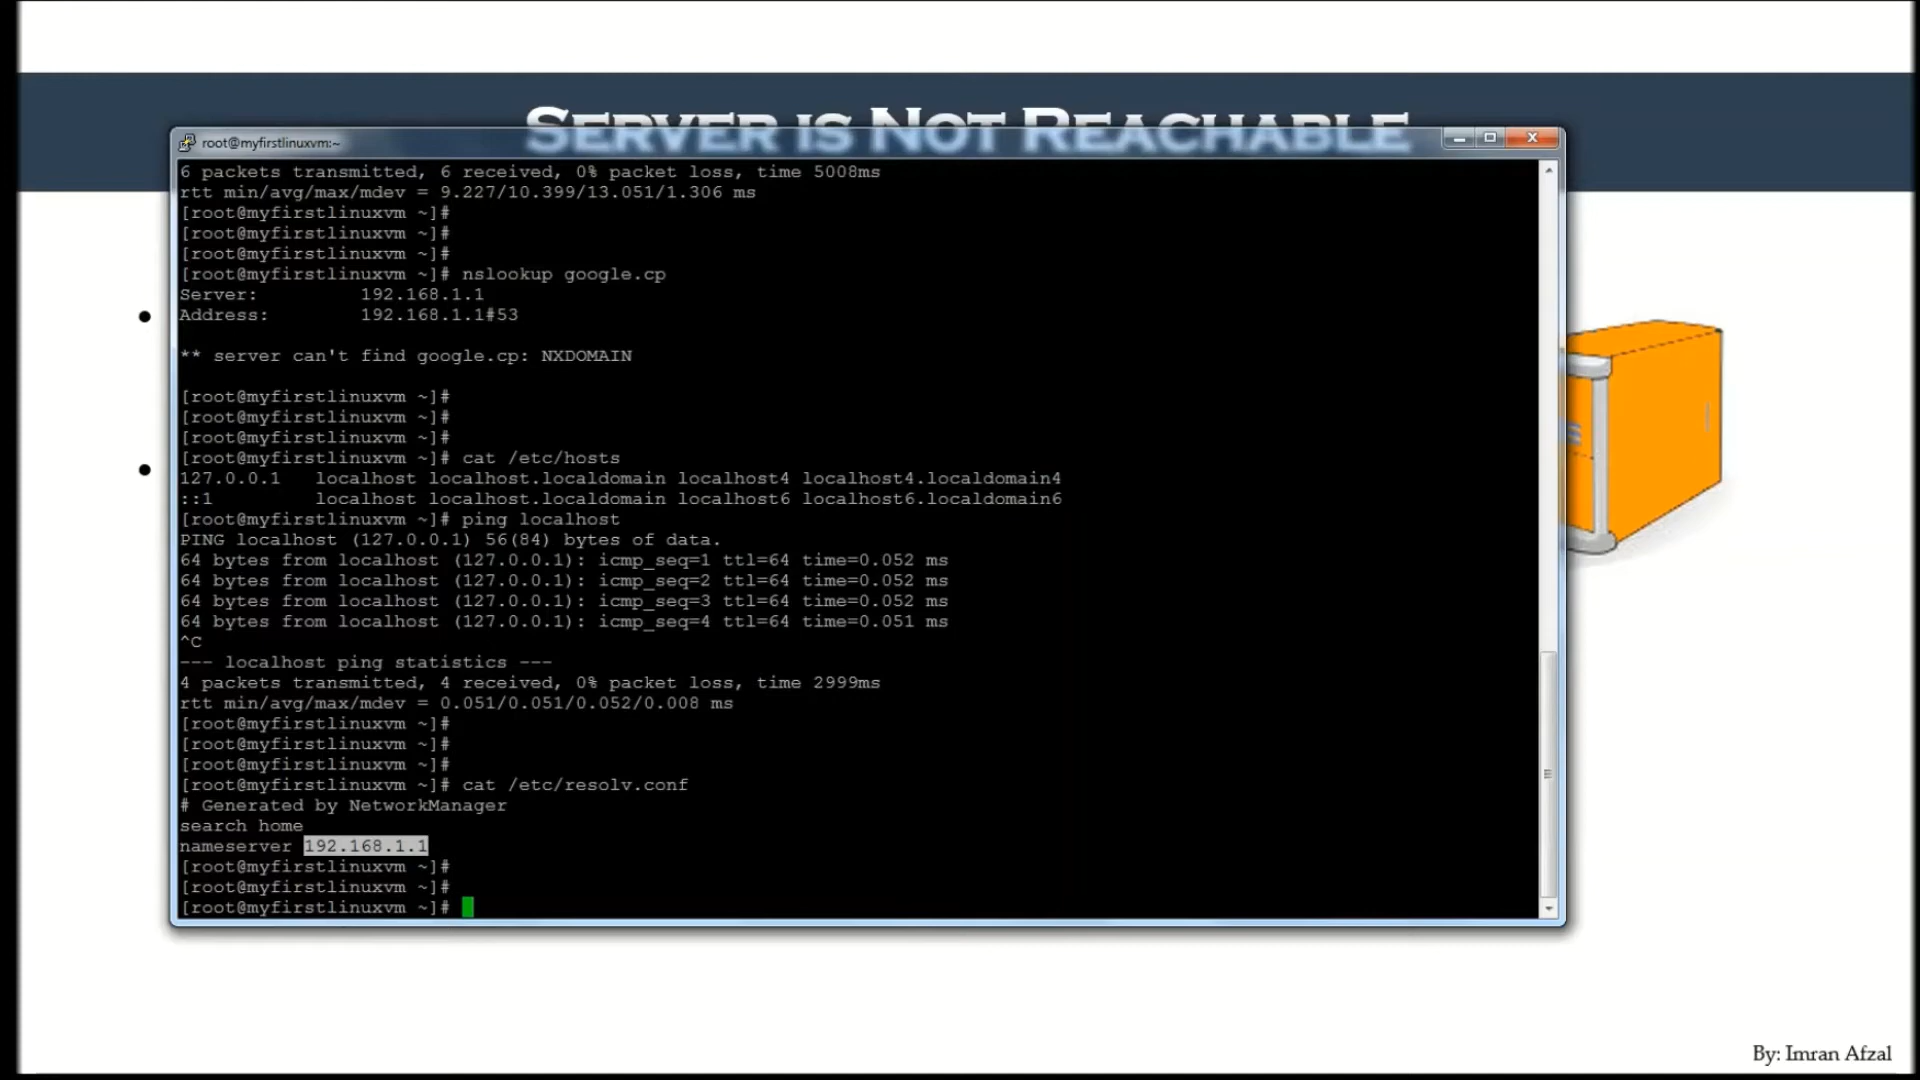 SERVER IS NOT REACHABLE
root@myfirstlinuxvm:~
6 packets transmitted, 6 received, 0% packet loss, time 5008ms
rtt min/avg/max/mdev = 9.227/10.399/13.051/1.306 ms
[root@myfirstlinuxvm ~]#
[root@myfirstlinuxvm ~]#
[root@myfirstlinuxvm ~]#
[root@myfirstlinuxvm ~]# nslookup google.cp
Server:         192.168.1.1
Address:        192.168.1.1#53
** server can't find google.cp: NXDOMAIN
[root@myfirstlinuxvm ~]#
[root@myfirstlinuxvm ~]#
[root@myfirstlinuxvm ~]#
[root@myfirstlinuxvm ~]# cat /etc/hosts
127.0.0.1   localhost localhost.localdomain localhost4 localhost4.localdomain4
::1         localhost localhost.localdomain localhost6 localhost6.localdomain6
[root@myfirstlinuxvm ~]# ping localhost
PING localhost (127.0.0.1) 56(84) bytes of data.
64 bytes from localhost (127.0.0.1): icmp_seq=1 ttl=64 time=0.052 ms
64 bytes from localhost (127.0.0.1): icmp_seq=2 ttl=64 time=0.052 ms
64 bytes from localhost (127.0.0.1): icmp_seq=3 ttl=64 time=0.052 ms
64 bytes from localhost (127.0.0.1): icmp_seq=4 ttl=64 time=0.051 ms
^C
--- localhost ping statistics ---
4 packets transmitted, 4 received, 0% packet loss, time 2999ms
rtt min/avg/max/mdev = 0.051/0.051/0.052/0.008 ms
[root@myfirstlinuxvm ~]#
[root@myfirstlinuxvm ~]#
[root@myfirstlinuxvm ~]#
[root@myfirstlinuxvm ~]# cat /etc/resolv.conf
# Generated by NetworkManager
search home
nameserver 192.168.1.1
[root@myfirstlinuxvm ~]#
[root@myfirstlinuxvm ~]#
[root@myfirstlinuxvm ~]#
By: Imran Afzal